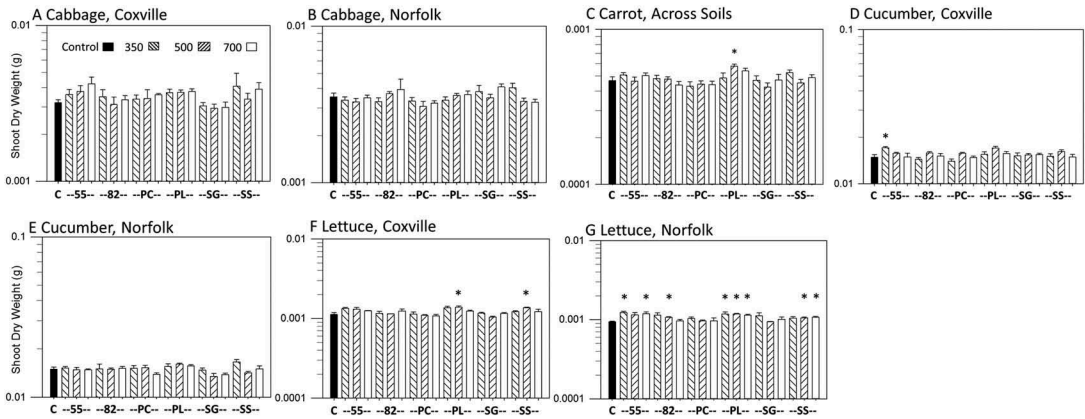 A Cabbage, Coxville
Control 350 500 700
Shoot Dry Weight (g)
0.01
0.001
C --55-- --82-- --PC-- --PL-- --SG-- --SS--
B Cabbage, Norfolk
0.01
0.001
C --55-- --82-- --PC-- --PL-- --SG-- --SS--
C Carrot, Across Soils
0.001
*
0.0001
C --55-- --82-- --PC-- --PL-- --SG-- --SS--
D Cucumber, Coxville
0.1
*
0.01
C --55-- --82-- --PC-- --PL-- --SG-- --SS--
E Cucumber, Norfolk
Shoot Dry Weight (g)
0.1
0.01
C --55-- --82-- --PC-- --PL-- --SG-- --SS--
F Lettuce, Coxville
0.01
* *
0.001
0.0001
C --55-- --82-- --PC-- --PL-- --SG-- --SS--
G Lettuce, Norfolk
0.01
* * * * * * * *
0.001
0.0001
C --55-- --82-- --PC-- --PL-- --SG-- --SS--